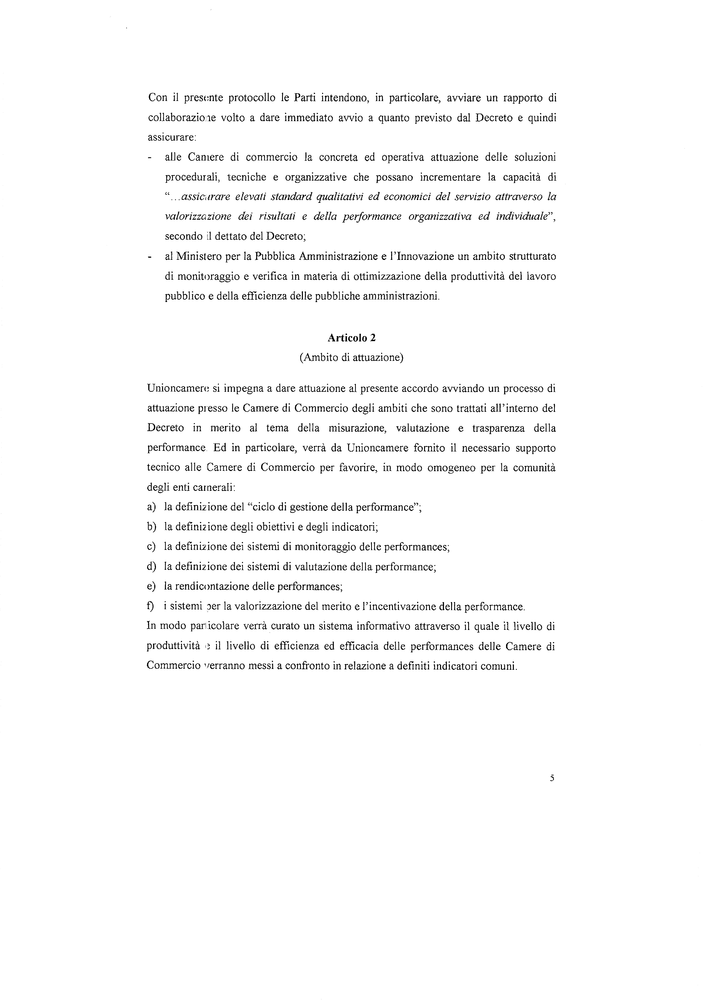 Con il presente protocollo le Parti intendono, in particolare, avviare un rapporto di
collaborazione volto a dare immediato avvio a quanto previsto dal Decreto e quindi
assicurare:
- alle Camere di commercio la concreta ed operativa attuazione delle soluzioni
procedurali, tecniche e organizzative che possano incrementare la capacità di
“…assicurare elevati standard qualitativi ed economici del servizio attraverso la
valorizzazione dei risultati e della performance organizzativa ed individuale”,
secondo il dettato del Decreto;
- al Ministero per la Pubblica Amministrazione e l’Innovazione un ambito strutturato
di monitoraggio e verifica in materia di ottimizzazione della produttività del lavoro
pubblico e della efficienza delle pubbliche amministrazioni.
Articolo 2
(Ambito di attuazione)
Unioncamere si impegna a dare attuazione al presente accordo avviando un processo di
attuazione presso le Camere di Commercio degli ambiti che sono trattati all’interno del
Decreto in merito al tema della misurazione, valutazione e trasparenza della
performance. Ed in particolare, verrà da Unioncamere fornito il necessario supporto
tecnico alle Camere di Commercio per favorire, in modo omogeneo per la comunità
degli enti camerali:
a) la definizione del “ciclo di gestione della performance”;
b) la definizione degli obiettivi e degli indicatori;
c) la definizione dei sistemi di monitoraggio delle performances;
d) la definizione dei sistemi di valutazione della performance;
e) la rendicontazione delle performances;
f) i sistemi per la valorizzazione del merito e l’incentivazione della performance.
In modo particolare verrà curato un sistema informativo attraverso il quale il livello di
produttività e il livello di efficienza ed efficacia delle performances delle Camere di
Commercio verranno messi a confronto in relazione a definiti indicatori comuni.
5